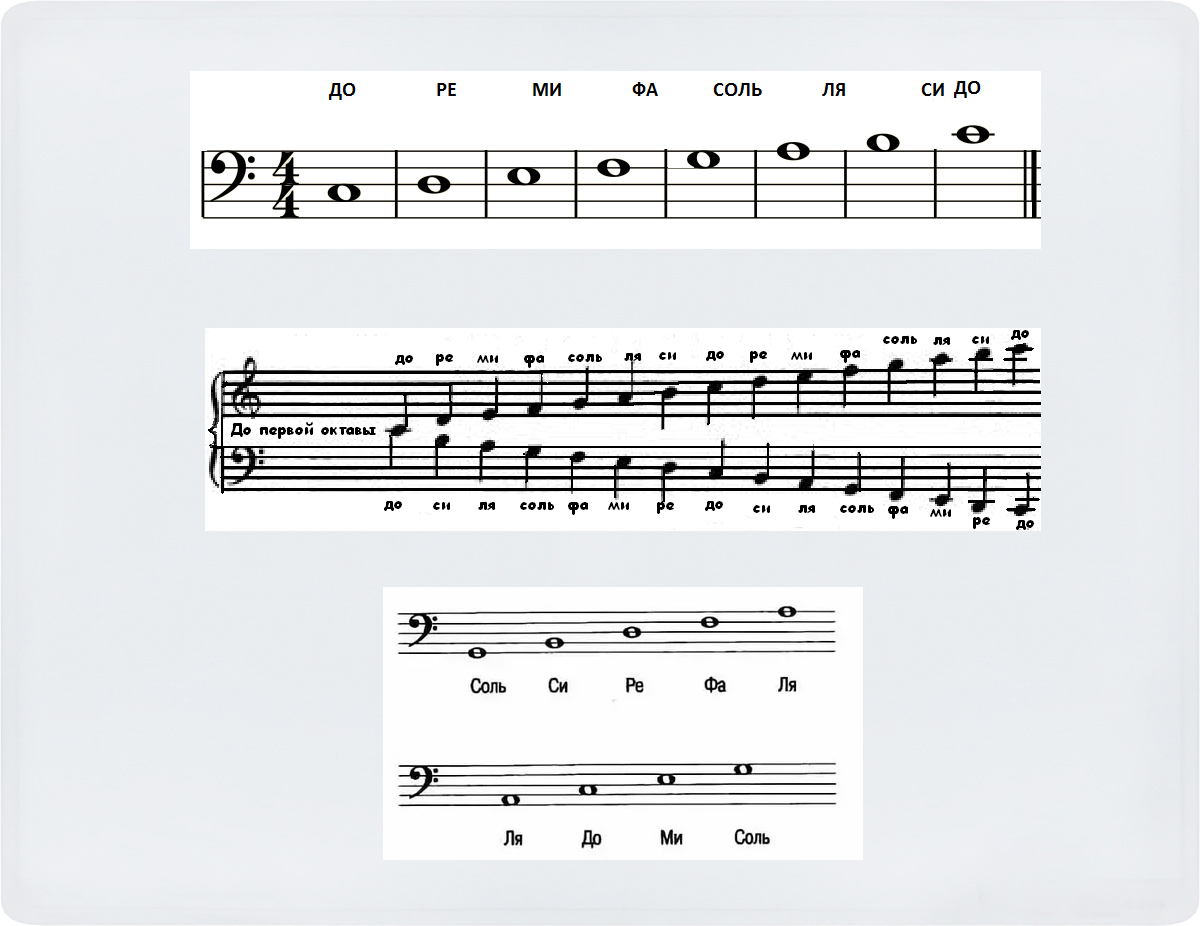 ДО РЕ МИ ФА СОЛЬ ЛЯ СИ ДО
4
4
до ре ми фа соль ля си до ре ми фа соль ля си до
До первой октавы
до си ля соль фа ми ре до си ля соль фа ми ре до
Соль Си Ре Фа Ля
Ля До Ми Соль